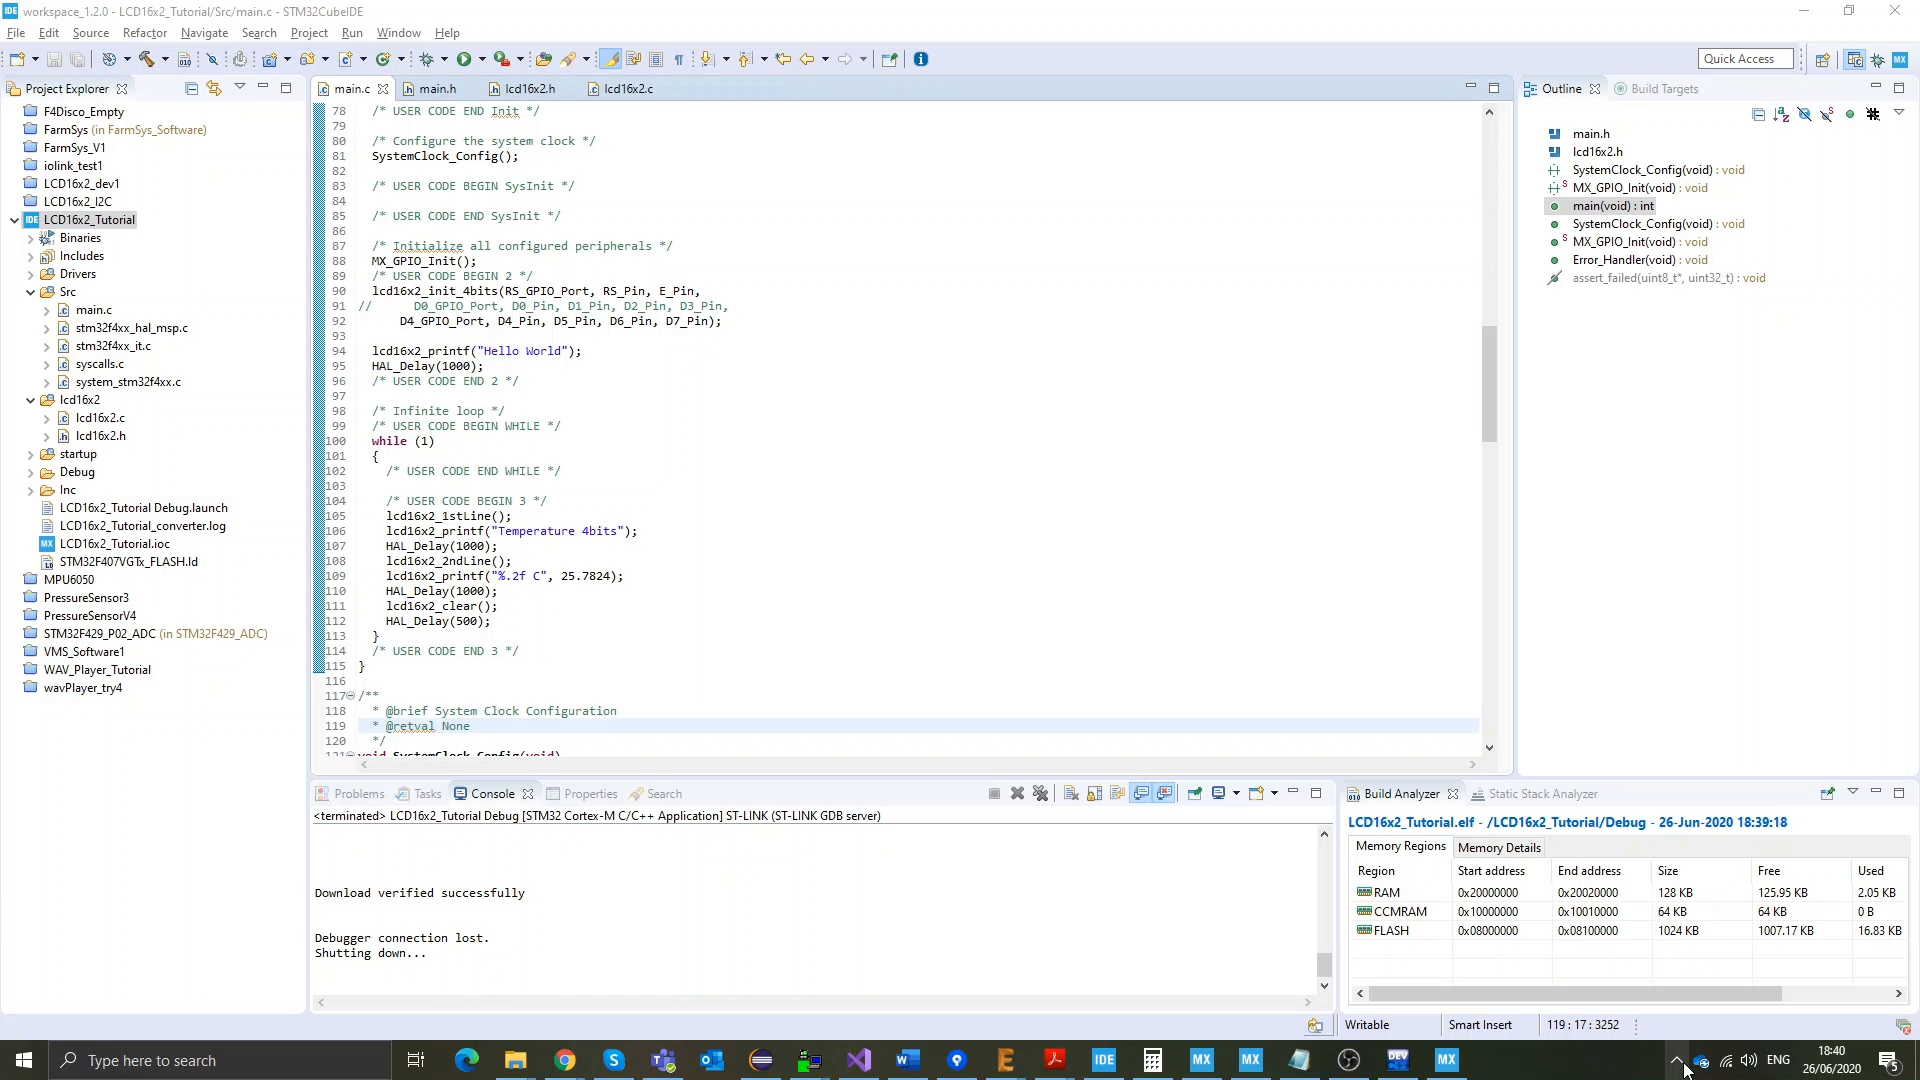 workspace_1.2.0 - LCD16x2_Tutorial/Src/main.c - STM32CubeIDE
File Edit Source Refactor Navigate Search Project Run Window Help
Quick Access
Project Explorer
F4Disco_Empty
FarmSys (in FarmSys_Software)
FarmSys_V1
iolink_test1
LCD16x2_dev1
LCD16x2_I2C
LCD16x2_Tutorial
Binaries
Includes
Drivers
Src
main.c
stm32f4xx_hal_msp.c
stm32f4xx_it.c
syscalls.c
system_stm32f4xx.c
lcd16x2
lcd16x2.c
lcd16x2.h
startup
Debug
Inc
LCD16x2_Tutorial Debug.launch
LCD16x2_Tutorial_converter.log
LCD16x2_Tutorial.ioc
STM32F407VGTx_FLASH.ld
MPU6050
PressureSensor3
PressureSensorV4
STM32F429_P02_ADC (in STM32F429_ADC)
VMS_Software1
WAV_Player_Tutorial
wavPlayer_try4
main.c main.h lcd16x2.h lcd16x2.c
78 /* USER CODE END Init */
79
80 /* Configure the system clock */
81 SystemClock_Config();
82
83 /* USER CODE BEGIN SysInit */
84
85 /* USER CODE END SysInit */
86
87 /* Initialize all configured peripherals */
88 MX_GPIO_Init();
89 /* USER CODE BEGIN 2 */
90 lcd16x2_init_4bits(RS_GPIO_Port, RS_Pin, E_Pin,
91 // D0_GPIO_Port, D0_Pin, D1_Pin, D2_Pin, D3_Pin,
92 D4_GPIO_Port, D4_Pin, D5_Pin, D6_Pin, D7_Pin);
93
94 lcd16x2_printf("Hello World");
95 HAL_Delay(1000);
96 /* USER CODE END 2 */
97
98 /* Infinite loop */
99 /* USER CODE BEGIN WHILE */
100 while (1)
101 {
102 /* USER CODE END WHILE */
103
104 /* USER CODE BEGIN 3 */
105 lcd16x2_1stLine();
106 lcd16x2_printf("Temperature 4bits");
107 HAL_Delay(1000);
108 lcd16x2_2ndLine();
109 lcd16x2_printf("%.2f C", 25.7824);
110 HAL_Delay(1000);
111 lcd16x2_clear();
112 HAL_Delay(500);
113 }
114 /* USER CODE END 3 */
115 }
116
117 /**
118 * @brief System Clock Configuration
119 * @retval None
120 */
121 void SystemClock_Config(void)
Outline Build Targets
main.h
lcd16x2.h
SystemClock_Config(void) : void
MX_GPIO_Init(void) : void
main(void) : int
SystemClock_Config(void) : void
MX_GPIO_Init(void) : void
Error_Handler(void) : void
assert_failed(uint8_t*, uint32_t) : void
Problems Tasks Console Properties Search
<terminated> LCD16x2_Tutorial Debug [STM32 Cortex-M C/C++ Application] ST-LINK (ST-LINK GDB server)
Download verified successfully
Debugger connection lost.
Shutting down...
Build Analyzer Static Stack Analyzer
LCD16x2_Tutorial.elf - /LCD16x2_Tutorial/Debug - 26-Jun-2020 18:39:18
Memory Regions Memory Details
Region Start address End address Size Free Used
RAM 0x20000000 0x20020000 128 KB 125.95 KB 2.05 KB
CCMRAM 0x10000000 0x10010000 64 KB 64 KB 0 B
FLASH 0x08000000 0x08100000 1024 KB 1007.17 KB 16.83 KB
Writable Smart Insert 119 : 17 : 3252
Type here to search
IDE MX MX DEV MX
ENG
18:40
26/06/2020
5